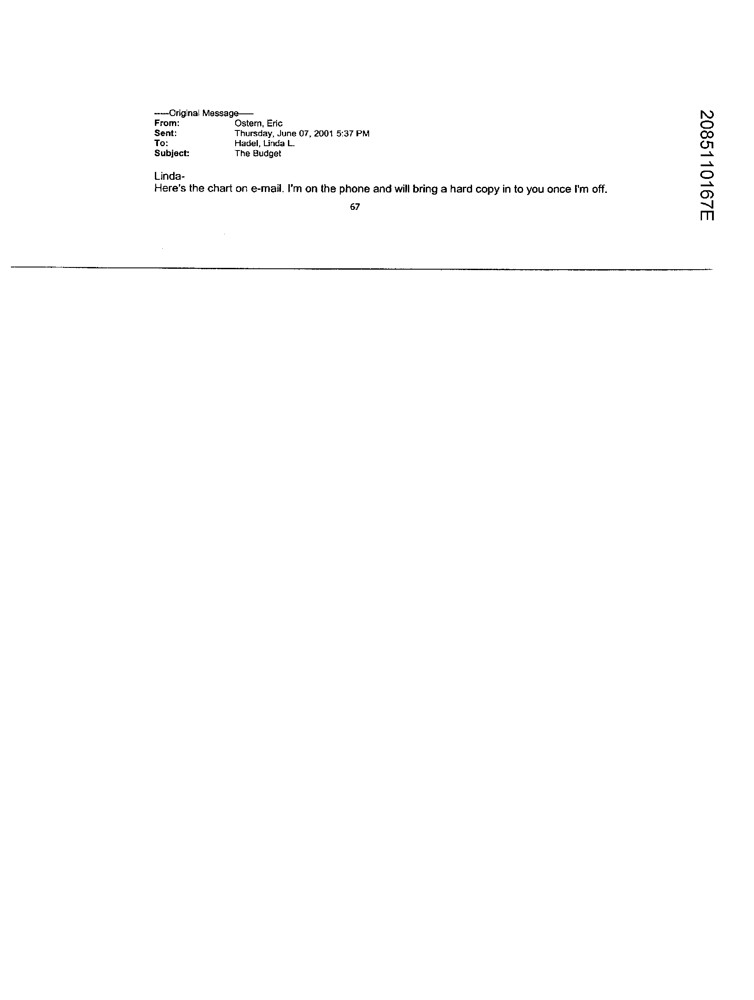 -----Original Message-----
From: Ostern, Eric
Sent: Thursday, June 07, 2001 5:37 PM
To: Hadel, Linda L.
Subject: The Budget
Linda-
Here's the chart on e-mail. I'm on the phone and will bring a hard copy in to you once I'm off.
67
2085110167E